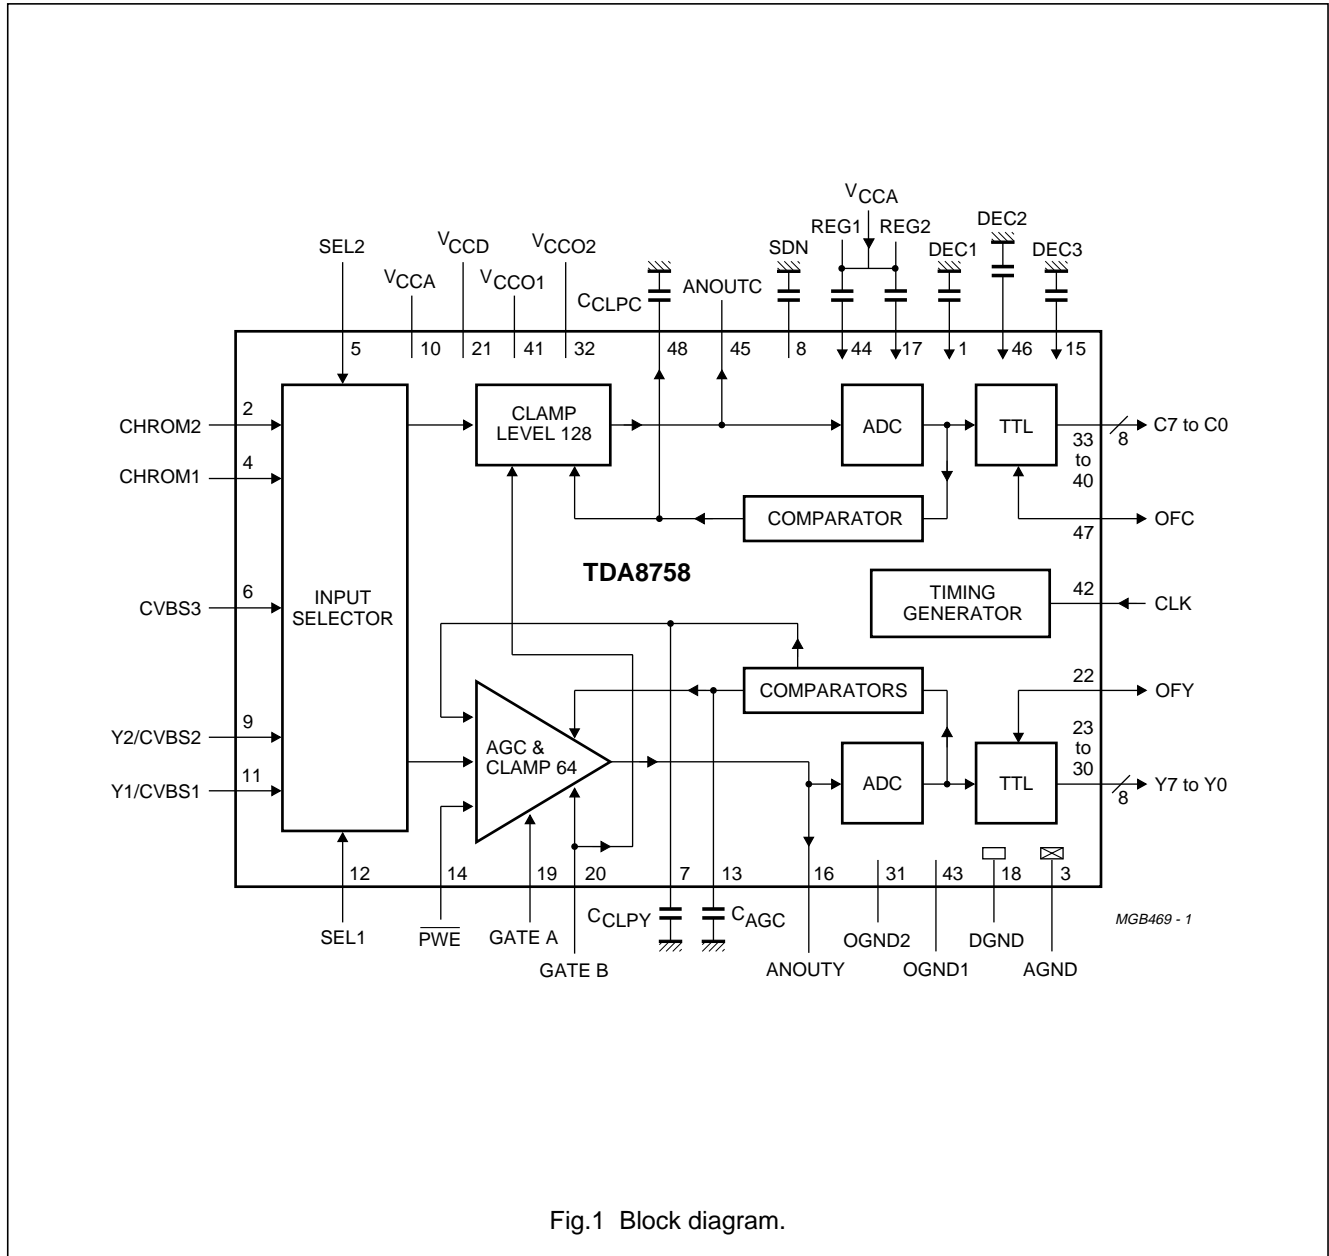 VCCA
REG1
REG2
DEC2
SEL2
VCCD
VCCO2
SDN
DEC1
DEC3
VCCA
VCCO1
CCLPC
ANOUTC
5
10
21
41
32
48
45
8
44
17
1
46
15
CHROM2
2
CHROM1
4
CVBS3
6
Y2/CVBS2
9
Y1/CVBS1
11
INPUT
SELECTOR
CLAMP
LEVEL 128
ADC
TTL
33
to
40
8
C7 to C0
COMPARATOR
47
OFC
TDA8758
TIMING
GENERATOR
42
CLK
COMPARATORS
22
OFY
AGC &
CLAMP 64
ADC
TTL
23
to
30
8
Y7 to Y0
12
14
19
20
7
13
16
31
43
18
3
SEL1
PWE
GATE A
GATE B
CCLPY
CAGC
ANOUTY
OGND2
OGND1
DGND
AGND
MGB469 - 1
Fig.1 Block diagram.